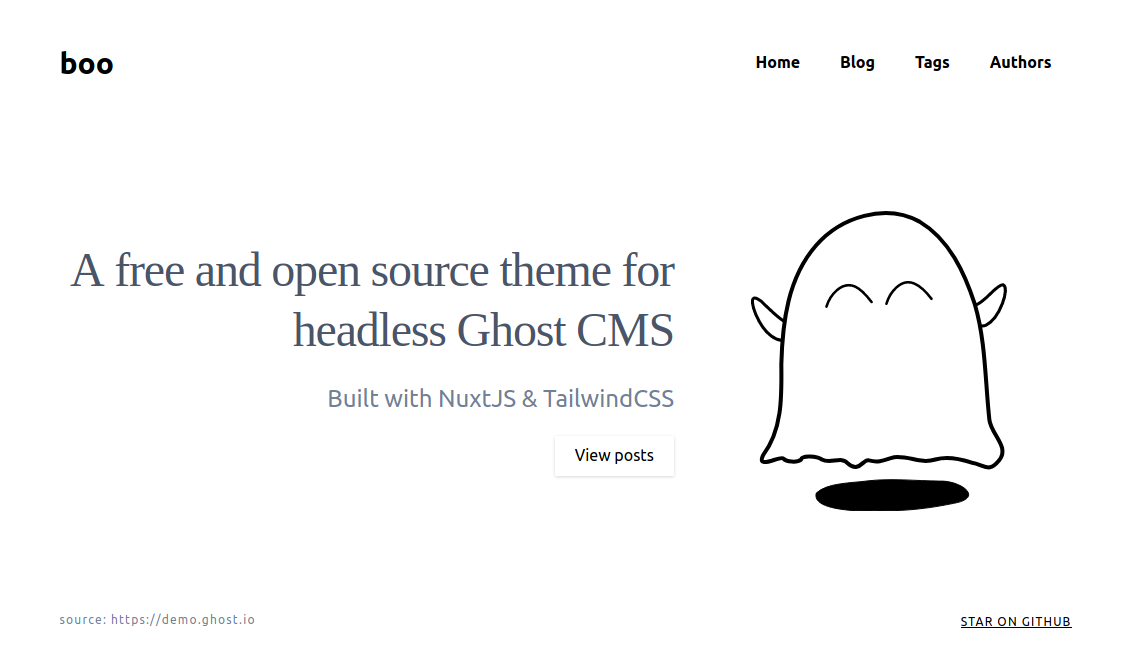 boo
Home Blog Tags Authors
A free and open source theme for
headless Ghost CMS
Built with NuxtJS & TailwindCSS
View posts
source: https://demo.ghost.io
STAR ON GITHUB